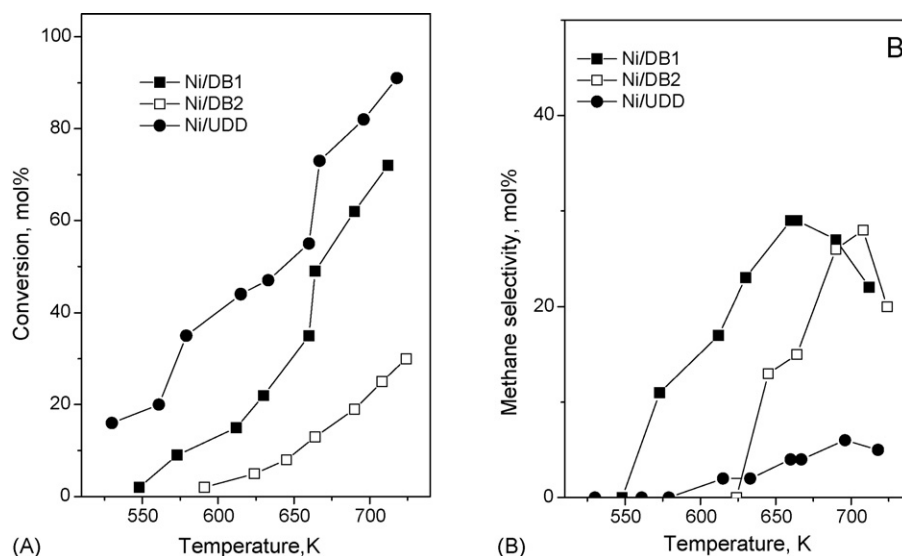 100
80
60
40
20
0
Conversion, mol%
Ni/DB1
Ni/DB2
Ni/UDD
550
600
650
700
Temperature,K
(A)
B
40
20
0
Methane selectivity, mol%
Ni/DB1
Ni/DB2
Ni/UDD
550
600
650
700
Temperature, K
(B)